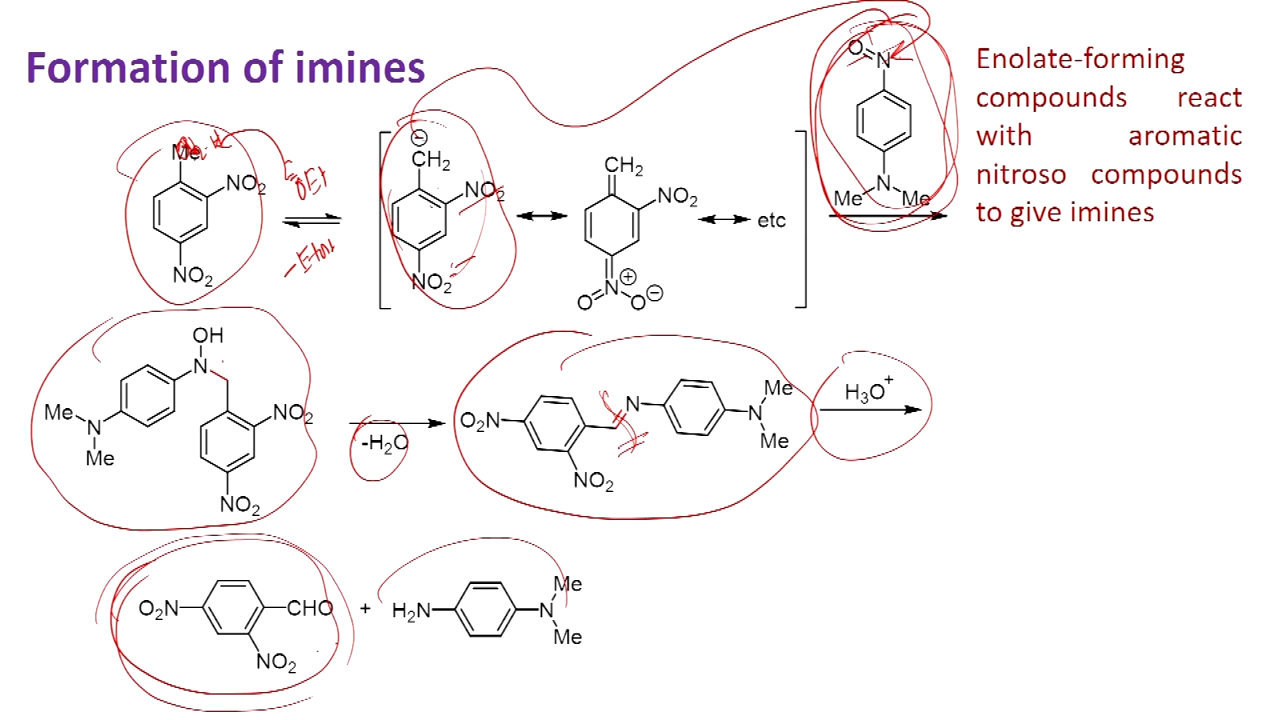 Formation of imines
Enolate-forming
compounds react
with aromatic
nitroso compounds
to give imines
O N
Me
NO2
NO2
⊖
CH2
NO2
NO2
CH2
NO2
⊕
N
O O⊖
etc
N
Me Me
OEt
-EtOH
OH
N
Me
N
Me
NO2
NO2
-H2O
O2N
NO2
N
Me
N
Me
H3O+
O2N
CHO
NO2
+
H2N
Me
N
Me